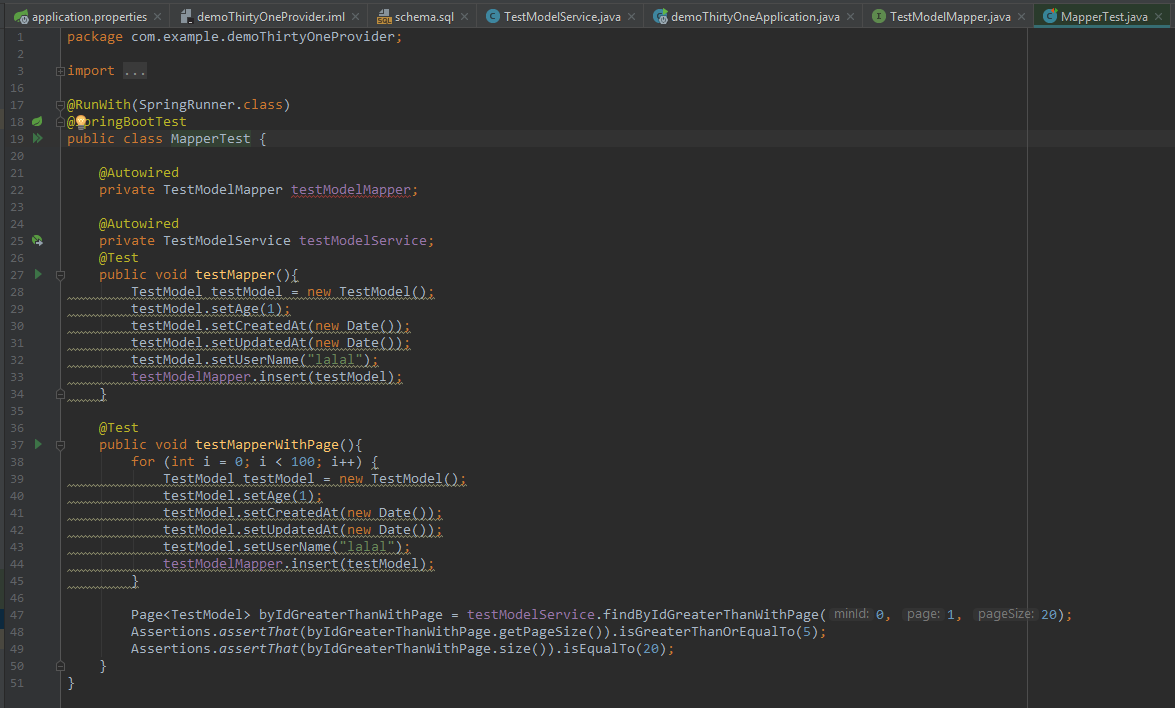 application.properties demoThirtyOneProvider.iml schema.sql TestModelService.java demoThirtyOneApplication.java TestModelMapper.java MapperTest.java
1 package com.example.demoThirtyOneProvider;
2
3 import ...
16
17 @RunWith(SpringRunner.class)
18 @SpringBootTest
19 public class MapperTest {
20
21 @Autowired
22 private TestModelMapper testModelMapper;
23
24 @Autowired
25 private TestModelService testModelService;
26 @Test
27 public void testMapper(){
28 TestModel testModel = new TestModel();
29 testModel.setAge(1);
30 testModel.setCreatedAt(new Date());
31 testModel.setUpdatedAt(new Date());
32 testModel.setUserName("lalal");
33 testModelMapper.insert(testModel);
34 }
35
36 @Test
37 public void testMapperWithPage(){
38 for (int i = 0; i < 100; i++) {
39 TestModel testModel = new TestModel();
40 testModel.setAge(1);
41 testModel.setCreatedAt(new Date());
42 testModel.setUpdatedAt(new Date());
43 testModel.setUserName("lalal");
44 testModelMapper.insert(testModel);
45 }
46
47 Page<TestModel> byIdGreaterThanWithPage = testModelService.findByIdGreaterThanWithPage( minId: 0, page: 1, pageSize: 20);
48 Assertions.assertThat(byIdGreaterThanWithPage.getPageSize()).isGreaterThanOrEqualTo(5);
49 Assertions.assertThat(byIdGreaterThanWithPage.size()).isEqualTo(20);
50 }
51 }